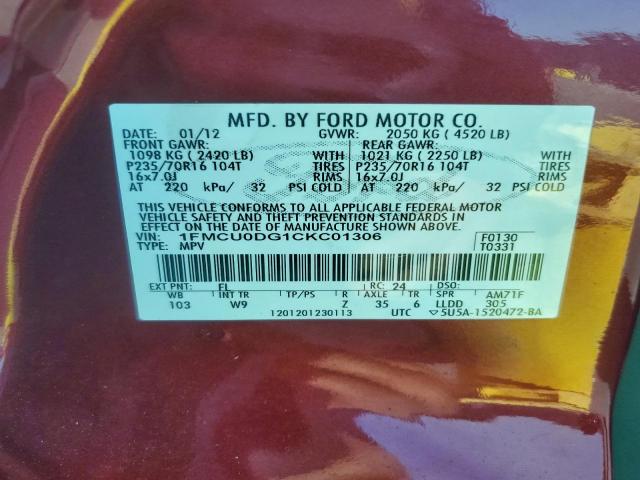 MFD. BY FORD MOTOR CO.
DATE: 01/12 GVWR: 2050 KG ( 4520 LB)
FRONT GAWR: REAR GAWR:
1098 KG ( 2420 LB) WITH 1021 KG ( 2250 LB) WITH
P235/70R16 104T TIRES P235/70R16 104T TIRES
16x7.0J RIMS 16x7.0J RIMS
AT 220 kPa/ 32 PSI COLD AT 220 kPa/ 32 PSI COLD
THIS VEHICLE CONFORMS TO ALL APPLICABLE FEDERAL MOTOR
VEHICLE SAFETY AND THEFT PREVENTION STANDARDS IN
EFFECT ON THE DATE OF MANUFACTURE SHOWN ABOVE.
VIN: 1FMCU0DG1CKC01306 F0130
TYPE: MPV T0331
EXT PNT: FL RC: 24 DSO:
WB INT TR TP/PS R AXLE TR SPR AM71F
103 W9 Z 35 6 LLDD 305
1201201230113 UTC ▽5U5A-1520472-BA